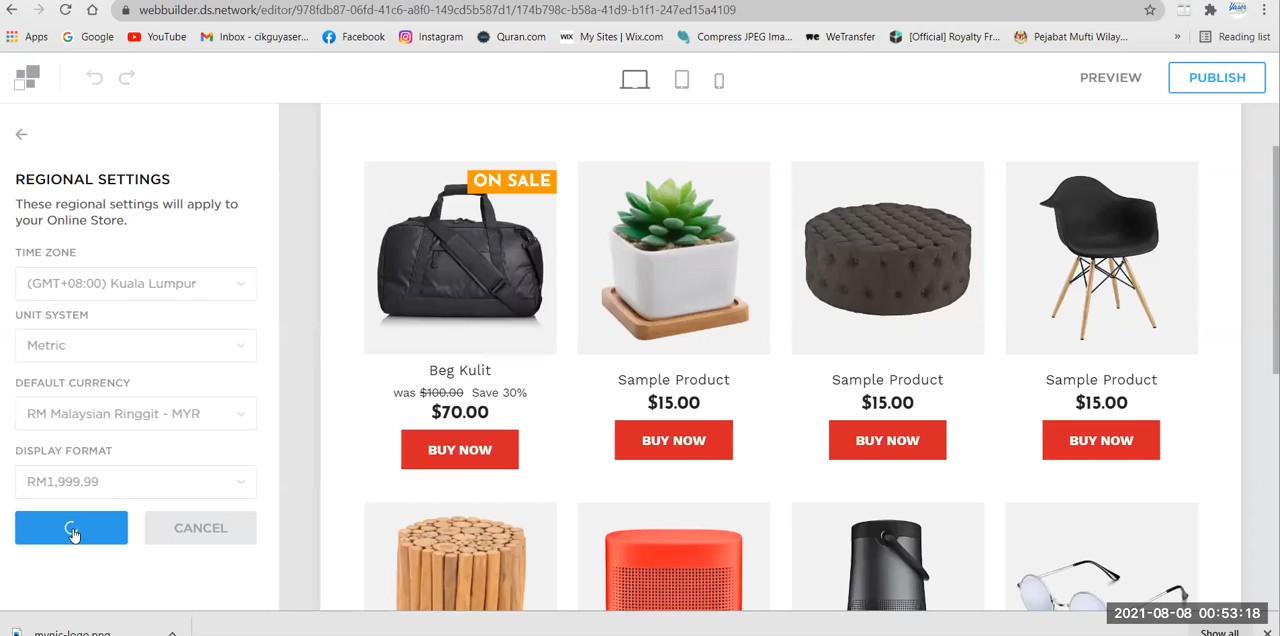 webbuilder.ds.network/editor/978fdb87-06fd-41c6-a8f0-149cd5b587d1/174b798c-b58a-41d9-b1f1-247ed15a4109
Apps Google YouTube Inbox - cikguyaser... Facebook Instagram Quran.com WIX My Sites | Wix.com Compress JPEG Ima... we WeTransfer [Official] Royalty Fr... Pejabat Mufti Wilay... » Reading list
PREVIEW PUBLISH
REGIONAL SETTINGS
These regional settings will apply to
your Online Store.
TIME ZONE
(GMT+08:00) Kuala Lumpur
UNIT SYSTEM
Metric
DEFAULT CURRENCY
RM Malaysian Ringgit - MYR
DISPLAY FORMAT
RM1,999.99
CANCEL
ON SALE
Beg Kulit
was $100.00 Save 30%
$70.00
BUY NOW
Sample Product
$15.00
BUY NOW
Sample Product
$15.00
BUY NOW
Sample Product
$15.00
BUY NOW
2021-08-08 00:53:18
mynic-logo.png
Show all